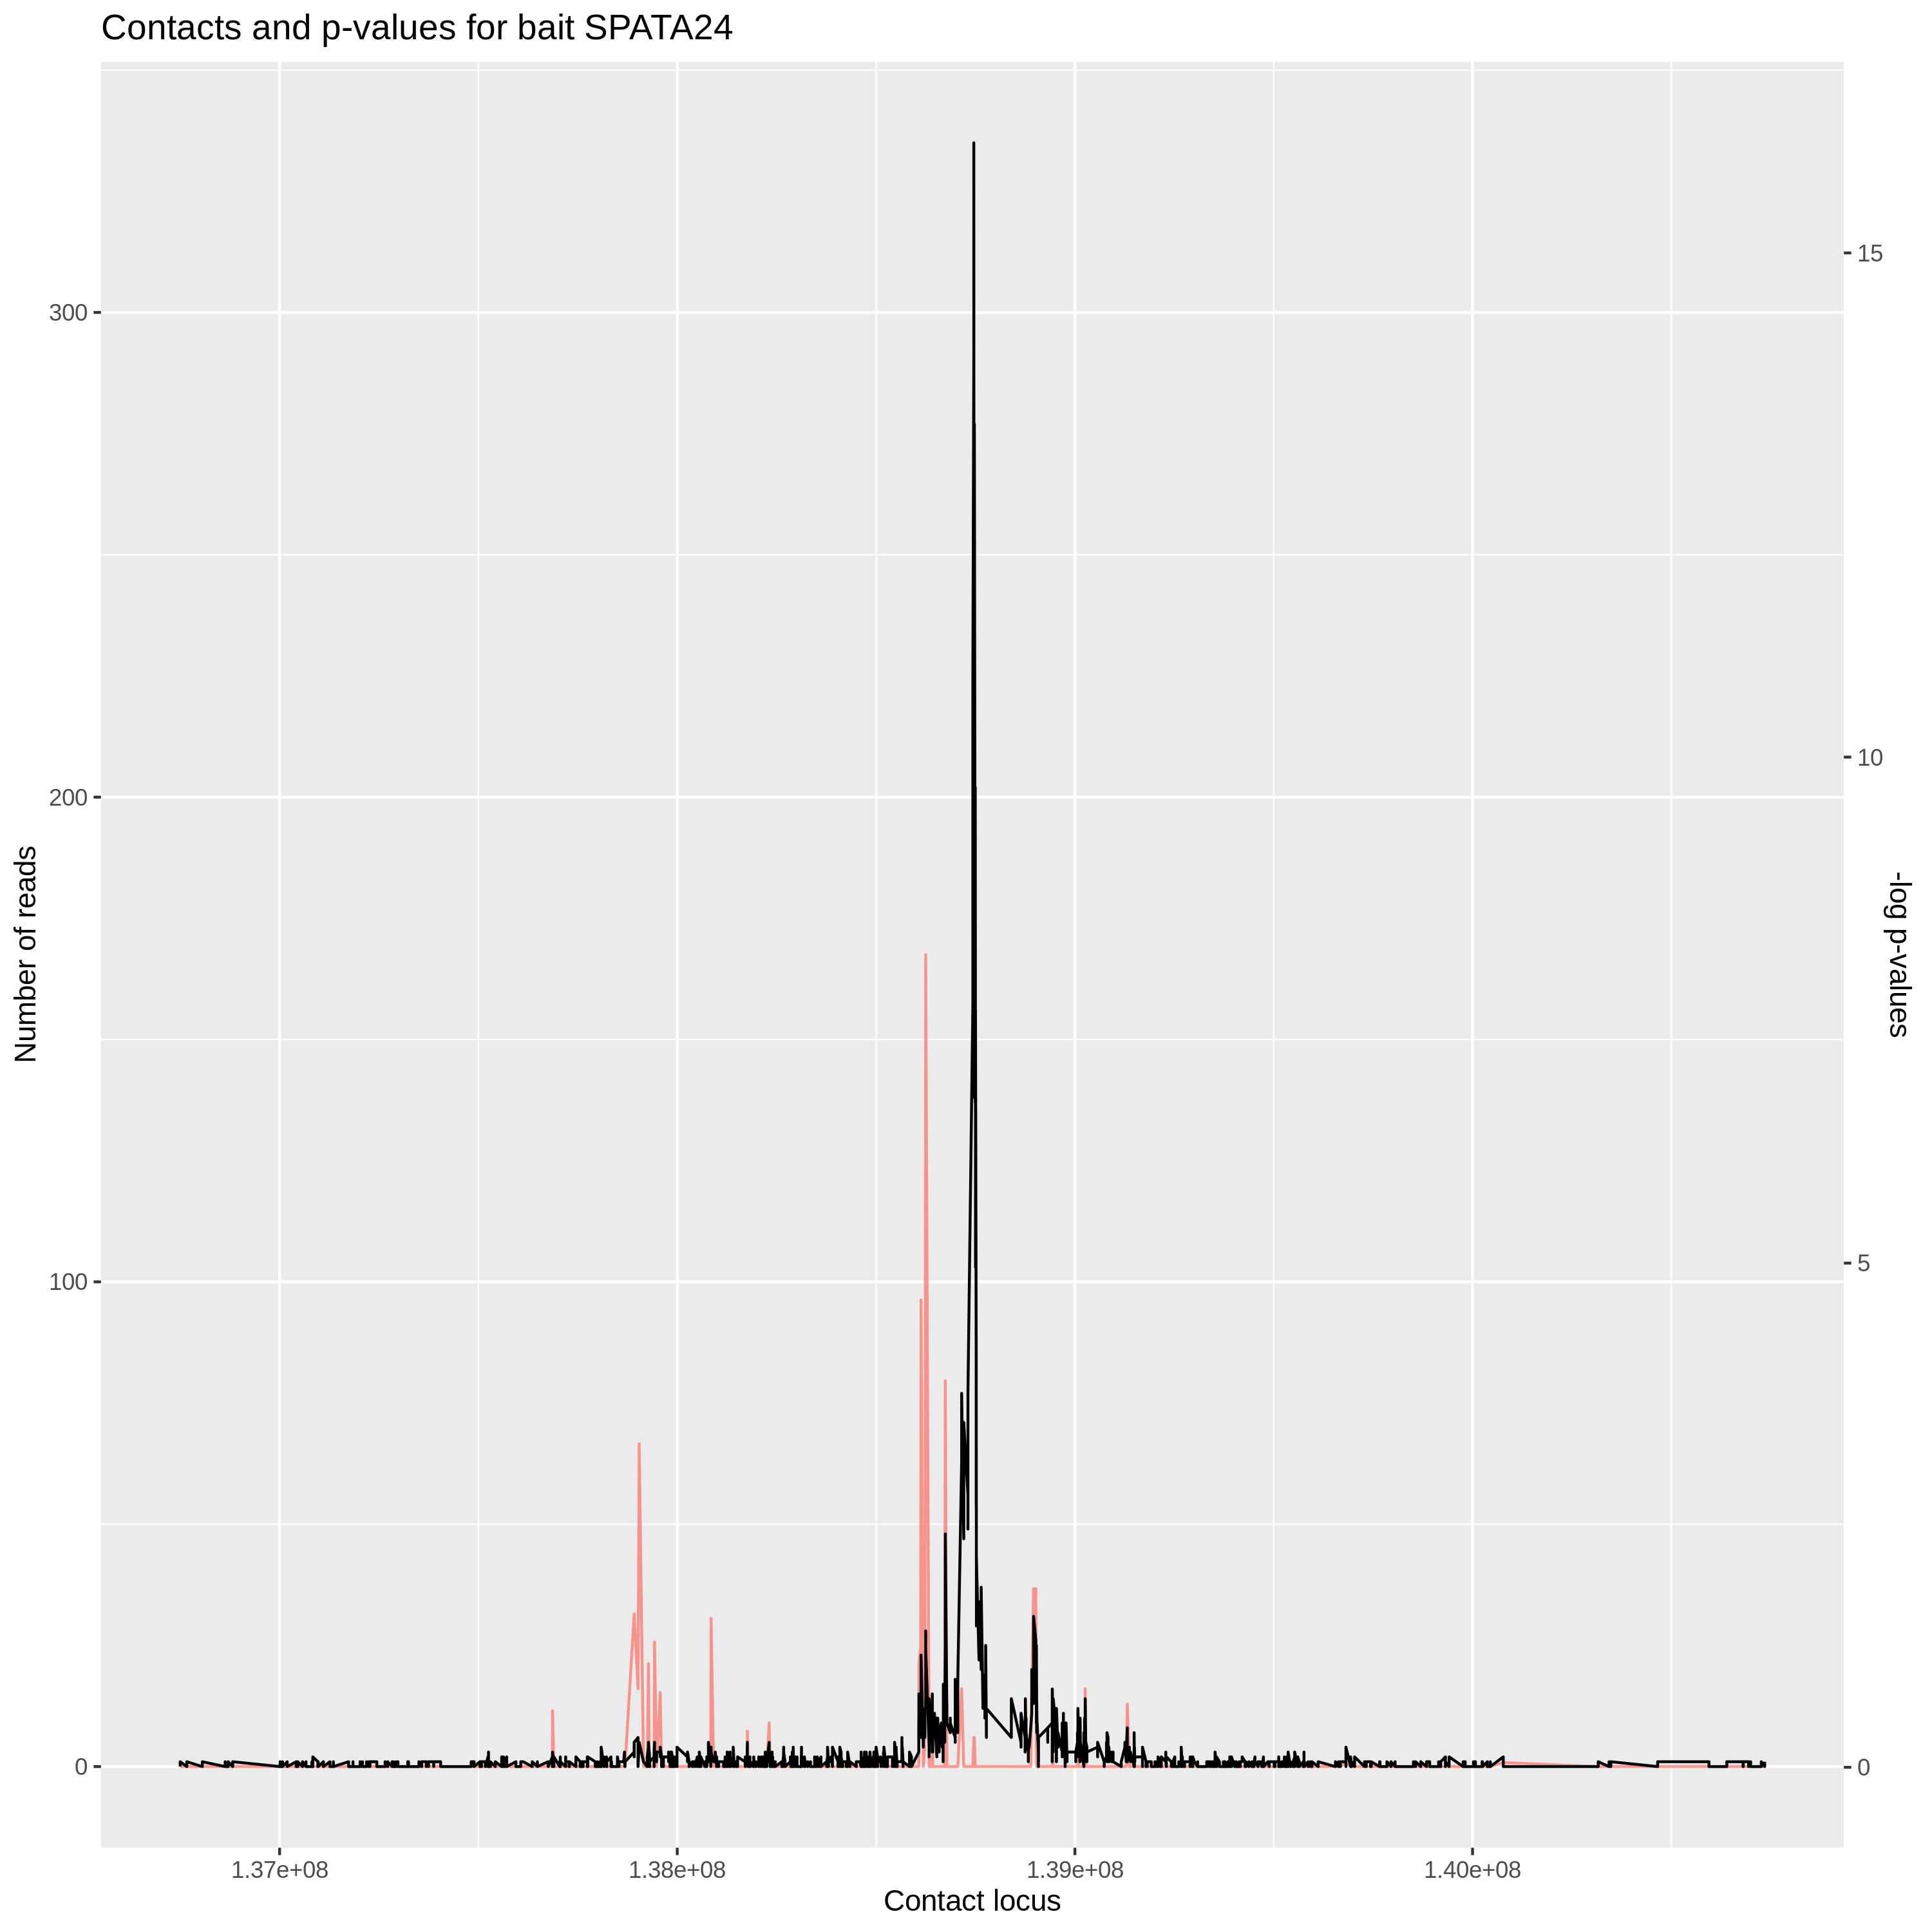 Contacts and p-values for bait SPATA24
300
200
100
0
Number of reads
15
10
5
0
-log p-values
1.37e+08
1.38e+08
1.39e+08
1.40e+08
Contact locus